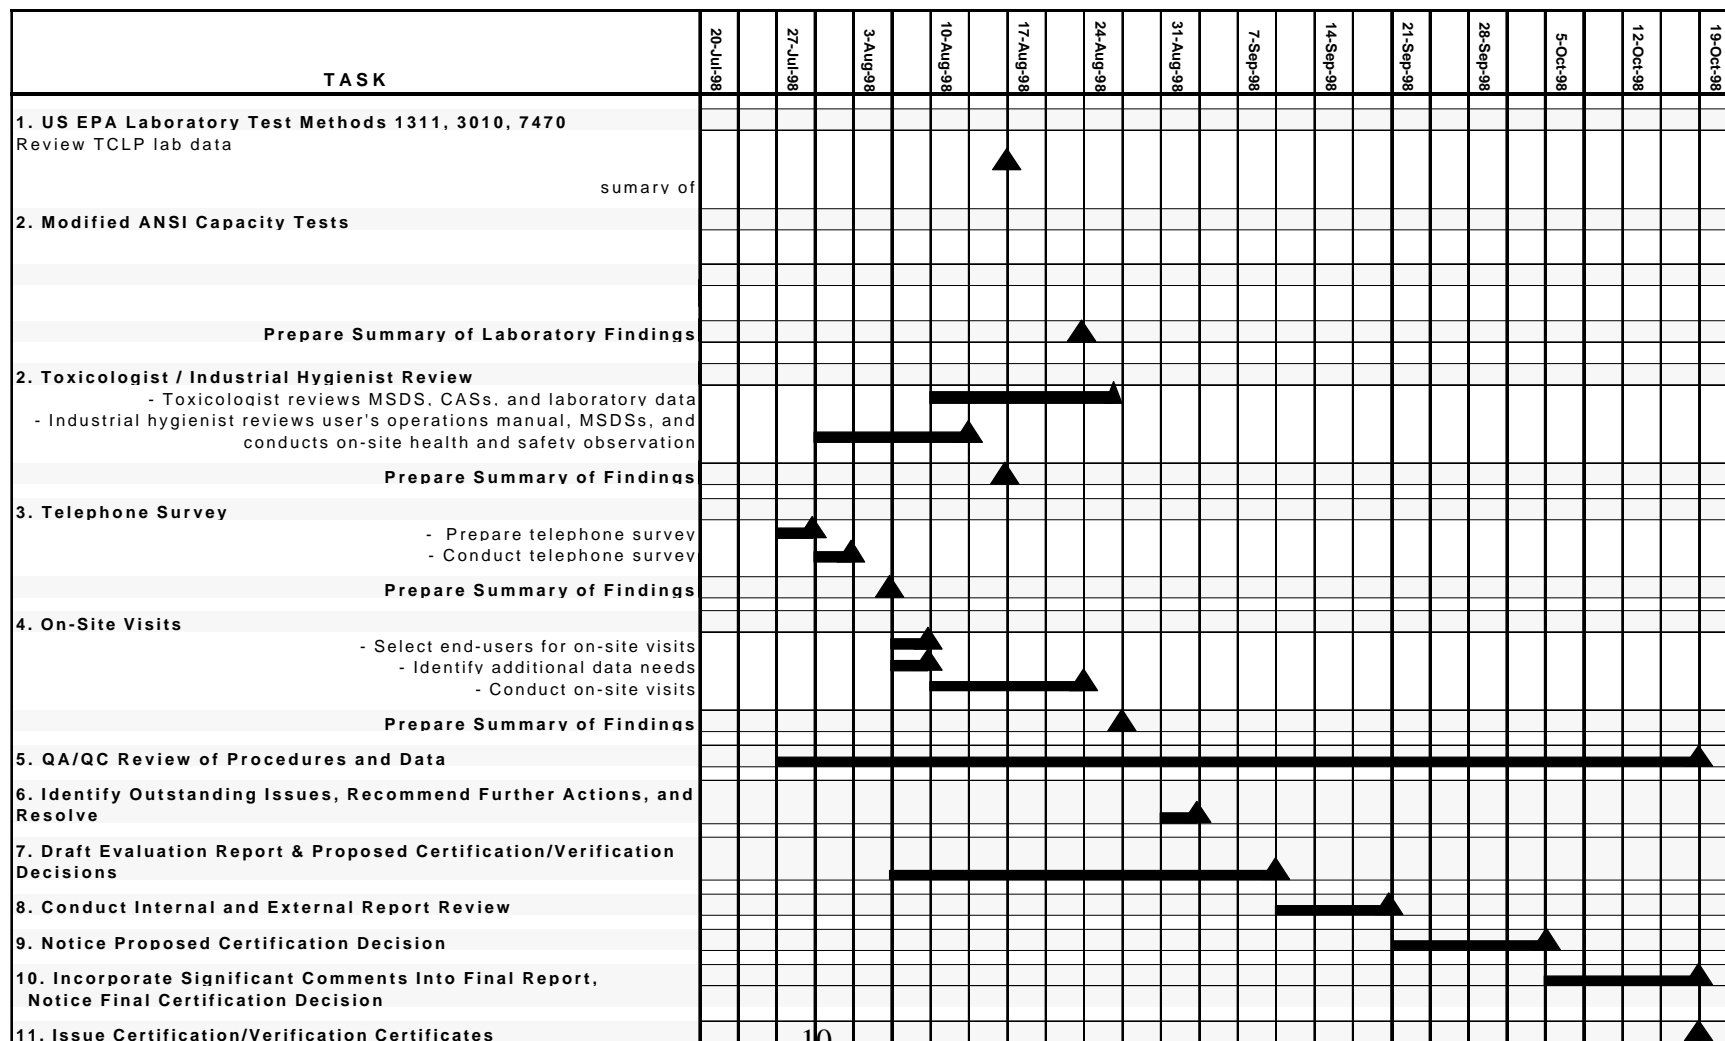 TASK
20-Jul-98
27-Jul-98
3-Aug-98
10-Aug-98
17-Aug-98
24-Aug-98
31-Aug-98
7-Sep-98
14-Sep-98
21-Sep-98
28-Sep-98
5-Oct-98
12-Oct-98
19-Oct-98
1. US EPA Laboratory Test Methods 1311, 3010, 7470
Review TCLP lab data
sumary of
2. Modified ANSI Capacity Tests
Prepare Summary of Laboratory Findings
2. Toxicologist / Industrial Hygienist Review
- Toxicologist reviews MSDS, CASs, and laboratory data
- Industrial hygienist reviews user's operations manual, MSDSs, and
conducts on-site health and safety observation
Prepare Summary of Findings
3. Telephone Survey
- Prepare telephone survey
- Conduct telephone survey
Prepare Summary of Findings
4. On-Site Visits
- Select end-users for on-site visits
- Identify additional data needs
- Conduct on-site visits
Prepare Summary of Findings
5. QA/QC Review of Procedures and Data
6. Identify Outstanding Issues, Recommend Further Actions, and
Resolve
7. Draft Evaluation Report & Proposed Certification/Verification
Decisions
8. Conduct Internal and External Report Review
9. Notice Proposed Certification Decision
10. Incorporate Significant Comments Into Final Report,
Notice Final Certification Decision
11. Issue Certification/Verification Certificates
10